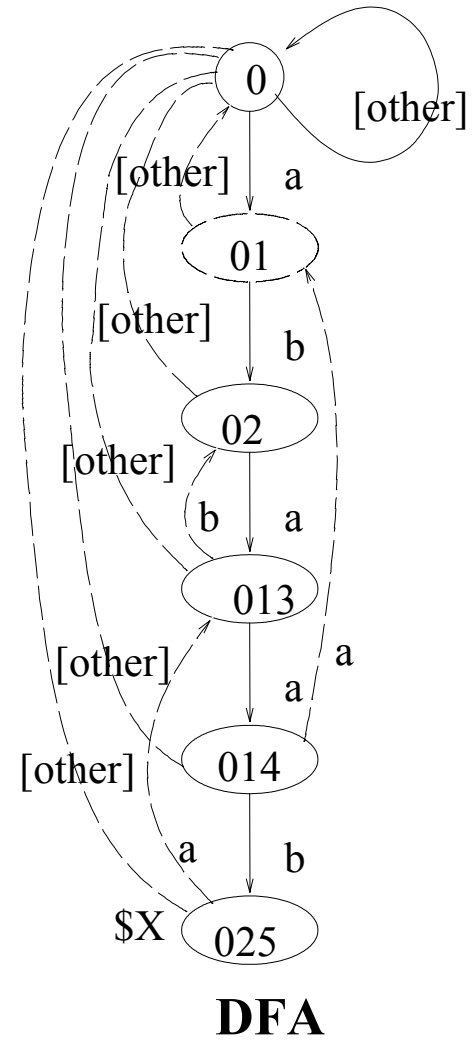 0
[other]
[other]
a
01
[other]
b
02
[other]
b
a
013
[other]
a
a
014
[other]
a
b
$X
025
DFA